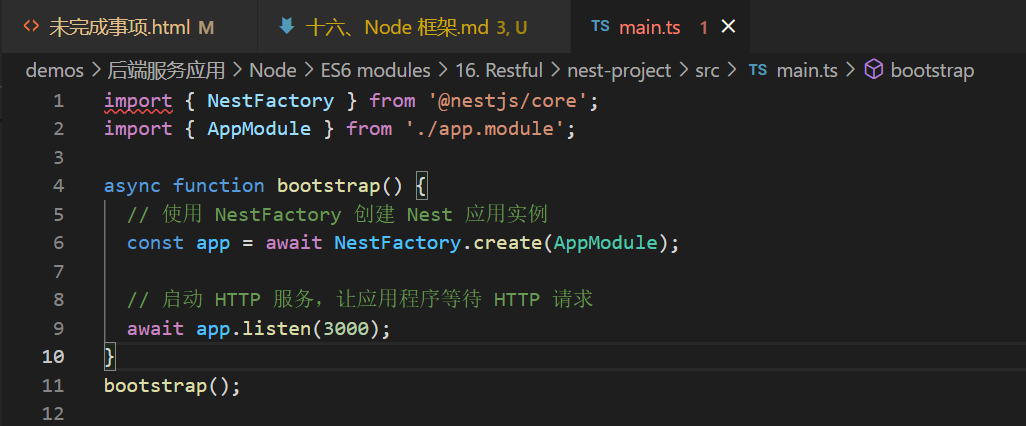 未完成事项.html M 十六、Node 框架.md 3, U TS main.ts 1 ×
demos > 后端服务应用 > Node > ES6 modules > 16. Restful > nest-project > src > TS main.ts > bootstrap
1 import { NestFactory } from '@nestjs/core';
2 import { AppModule } from './app.module';
3
4 async function bootstrap() {
5 // 使用 NestFactory 创建 Nest 应用实例
6 const app = await NestFactory.create(AppModule);
7
8 // 启动 HTTP 服务，让应用程序等待 HTTP 请求
9 await app.listen(3000);
10 }
11 bootstrap();
12